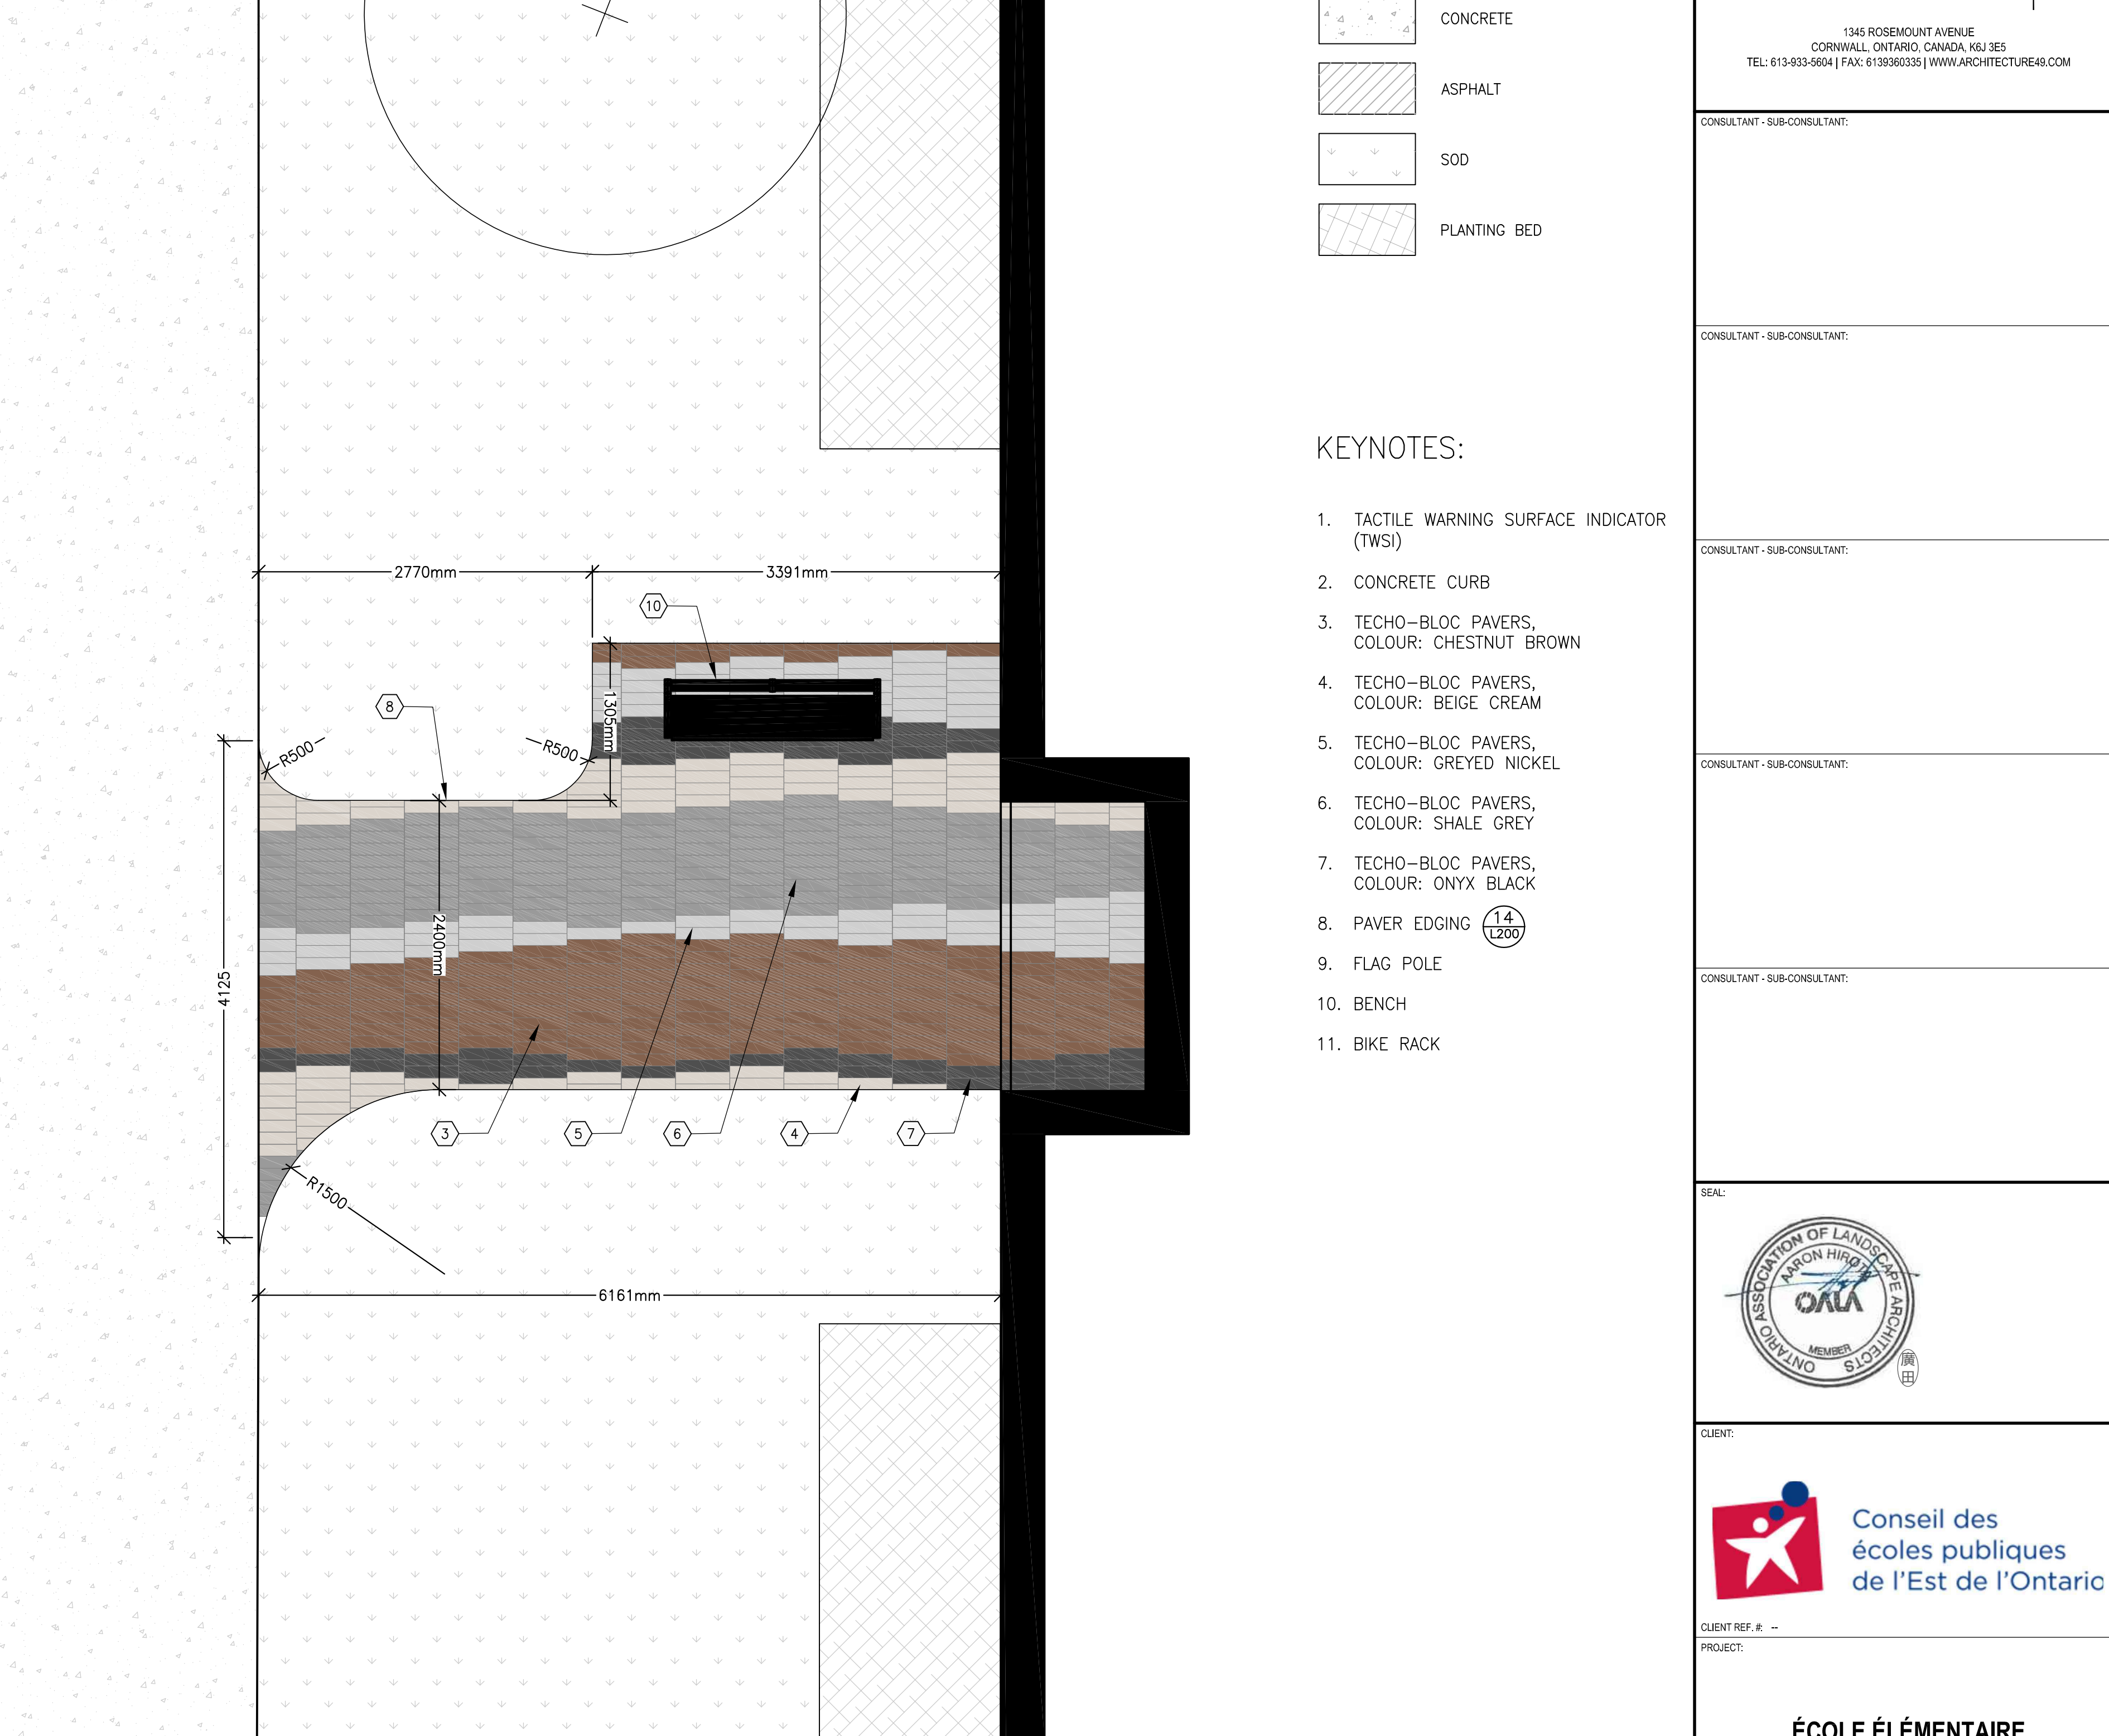 CONCRETE
ASPHALT
SOD
PLANTING BED
KEYNOTES:
1. TACTILE WARNING SURFACE INDICATOR
(TWSI)
2. CONCRETE CURB
3. TECHO-BLOC PAVERS,
COLOUR: CHESTNUT BROWN
4. TECHO-BLOC PAVERS,
COLOUR: BEIGE CREAM
5. TECHO-BLOC PAVERS,
COLOUR: GREYED NICKEL
6. TECHO-BLOC PAVERS,
COLOUR: SHALE GREY
7. TECHO-BLOC PAVERS,
COLOUR: ONYX BLACK
8. PAVER EDGING 14
L200
9. FLAG POLE
10. BENCH
11. BIKE RACK
2770mm
3391mm
10
8
1305mm
R500
R500
2400mm
4125
3
5
6
4
7
R1500
6161mm
1345 ROSEMOUNT AVENUE
CORNWALL, ONTARIO, CANADA, K6J 3E5
TEL: 613-933-5604 | FAX: 6139360335 | WWW.ARCHITECTURE49.COM
CONSULTANT - SUB-CONSULTANT:
CONSULTANT - SUB-CONSULTANT:
CONSULTANT - SUB-CONSULTANT:
CONSULTANT - SUB-CONSULTANT:
CONSULTANT - SUB-CONSULTANT:
SEAL:
ONTARIO ASSOCIATION OF LANDSCAPE ARCHITECTS
AARON HIROTA
OALA
MEMBER
廣
田
CLIENT:
Conseil des
écoles publiques
de l'Est de l'Ontario
CLIENT REF. #: --
PROJECT:
ÉCOLE ÉLÉMENTAIRE